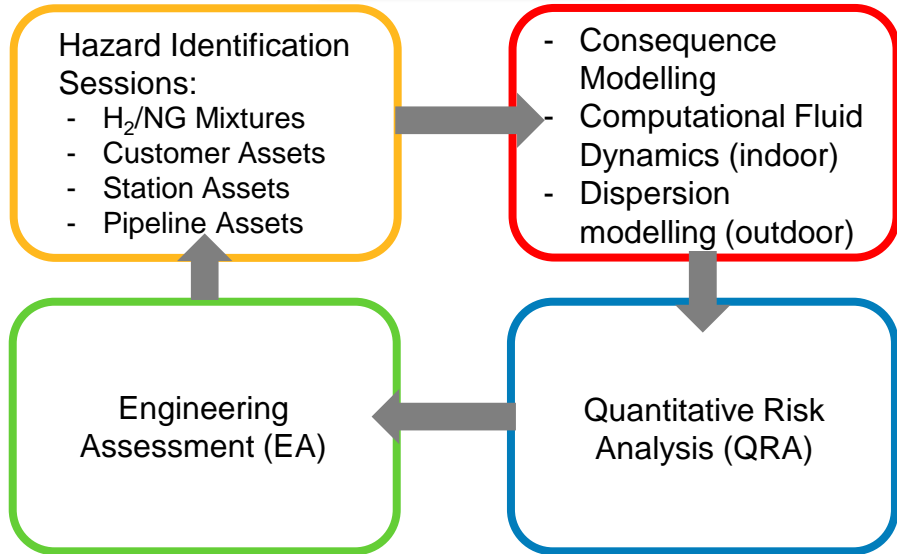 Hazard Identification
Sessions:
- H₂/NG Mixtures
- Customer Assets
- Station Assets
- Pipeline Assets
- Consequence
Modelling
- Computational Fluid
Dynamics (indoor)
- Dispersion
modelling (outdoor)
Engineering
Assessment (EA)
Quantitative Risk
Analysis (QRA)